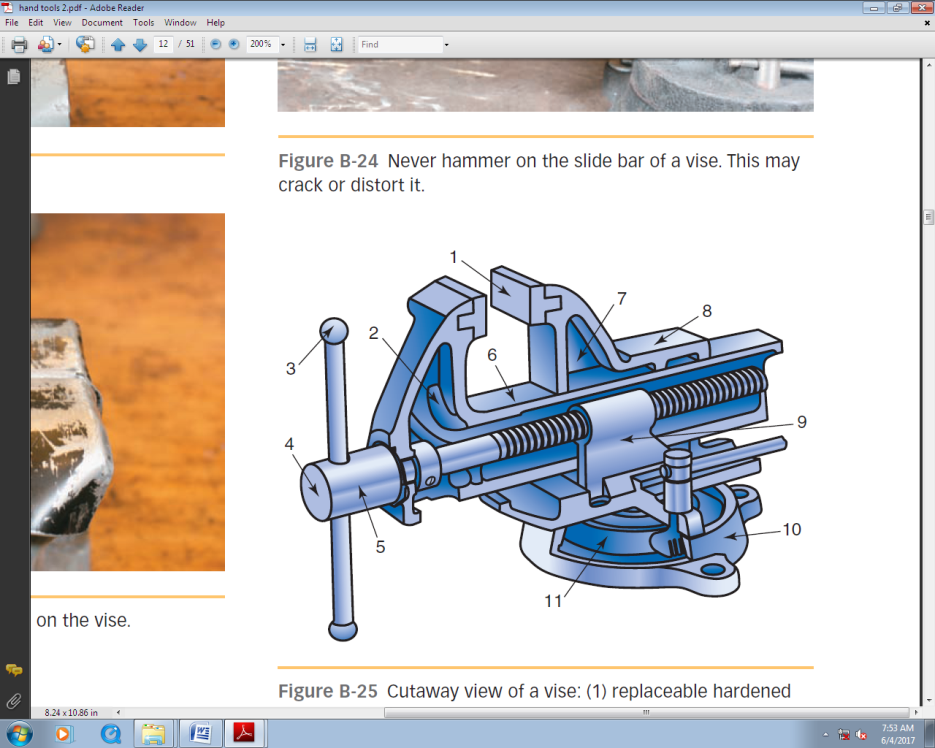 hand tools 2.pdf - Adobe Reader
File Edit View Document Tools Window Help
12 / 51 200% Find
Figure B-24 Never hammer on the slide bar of a vise. This may
crack or distort it.
1
7
8
2
3
6
9
4
5
10
11
on the vise.
Figure B-25 Cutaway view of a vise: (1) replaceable hardened
8.24 x 10.86 in
7:53 AM
6/4/2017